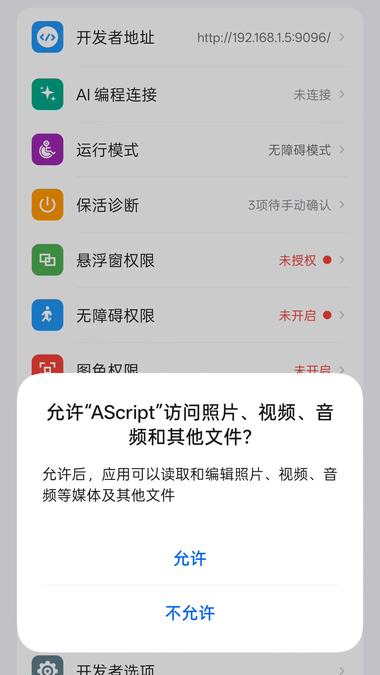 开发者地址 http://192.168.1.5:9096/
AI 编程连接 未连接
运行模式 无障碍模式
保活诊断 3项待手动确认
悬浮窗权限 未授权
无障碍权限 未开启
图色权限 未开启
允许“AScript”访问照片、视频、音
频和其他文件？
允许后，应用可以读取和编辑照片、视频、音
频等媒体及其他文件
允许
不允许
开发者选项